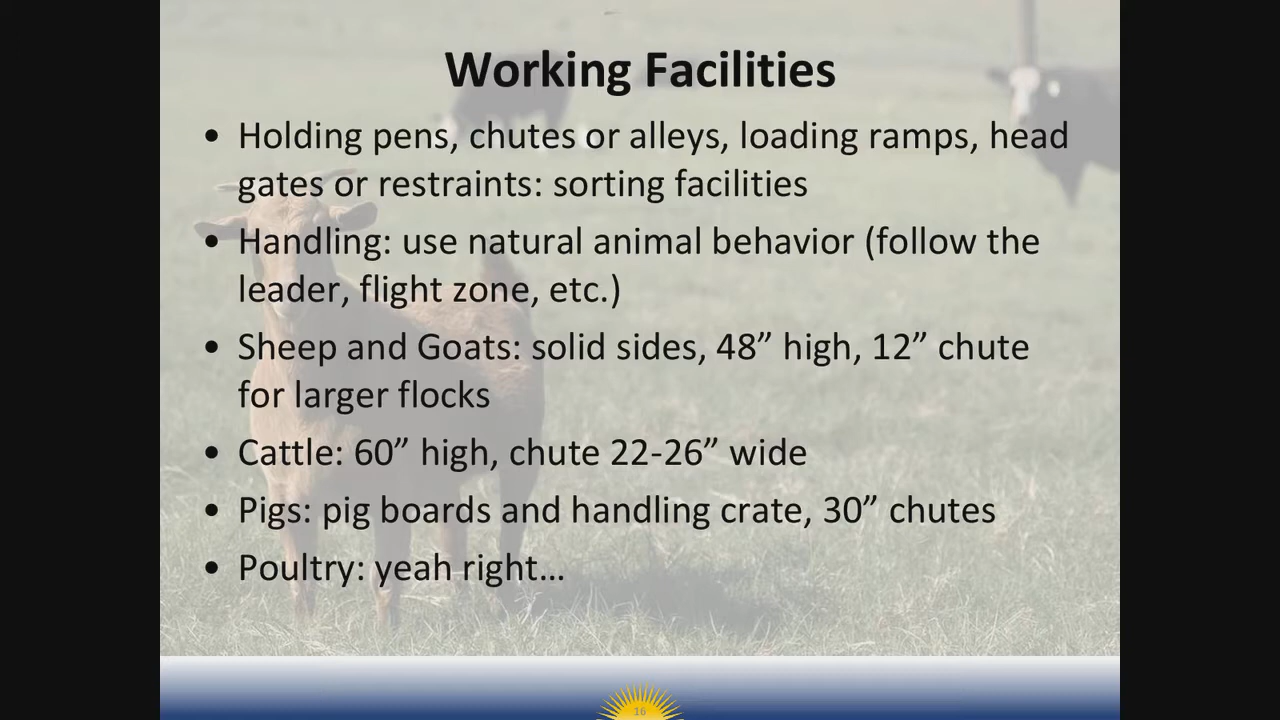 Working Facilities
• Holding pens, chutes or alleys, loading ramps, head
gates or restraints: sorting facilities
• Handling: use natural animal behavior (follow the
leader, flight zone, etc.)
• Sheep and Goats: solid sides, 48” high, 12” chute
for larger flocks
• Cattle: 60” high, chute 22-26” wide
• Pigs: pig boards and handling crate, 30” chutes
• Poultry: yeah right…
16